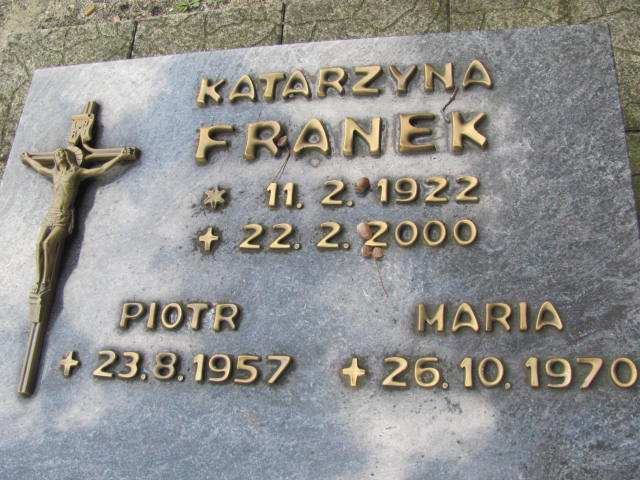 KATARZYNA
FRANEK
* 11. 2. 1922
+ 22. 2. 2000
PIOTR MARIA
+ 23.8.1957 + 26.10.1970